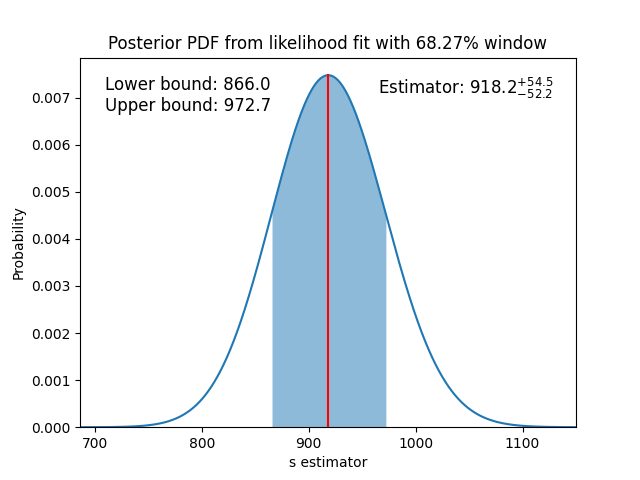 Posterior PDF from likelihood fit with 68.27% window
Lower bound: 866.0
Upper bound: 972.7
Estimator: 918.2 +54.5 −52.2
0.007
0.006
0.005
0.004
0.003
0.002
0.001
0.000
Probability
700 800 900 1000 1100
s estimator